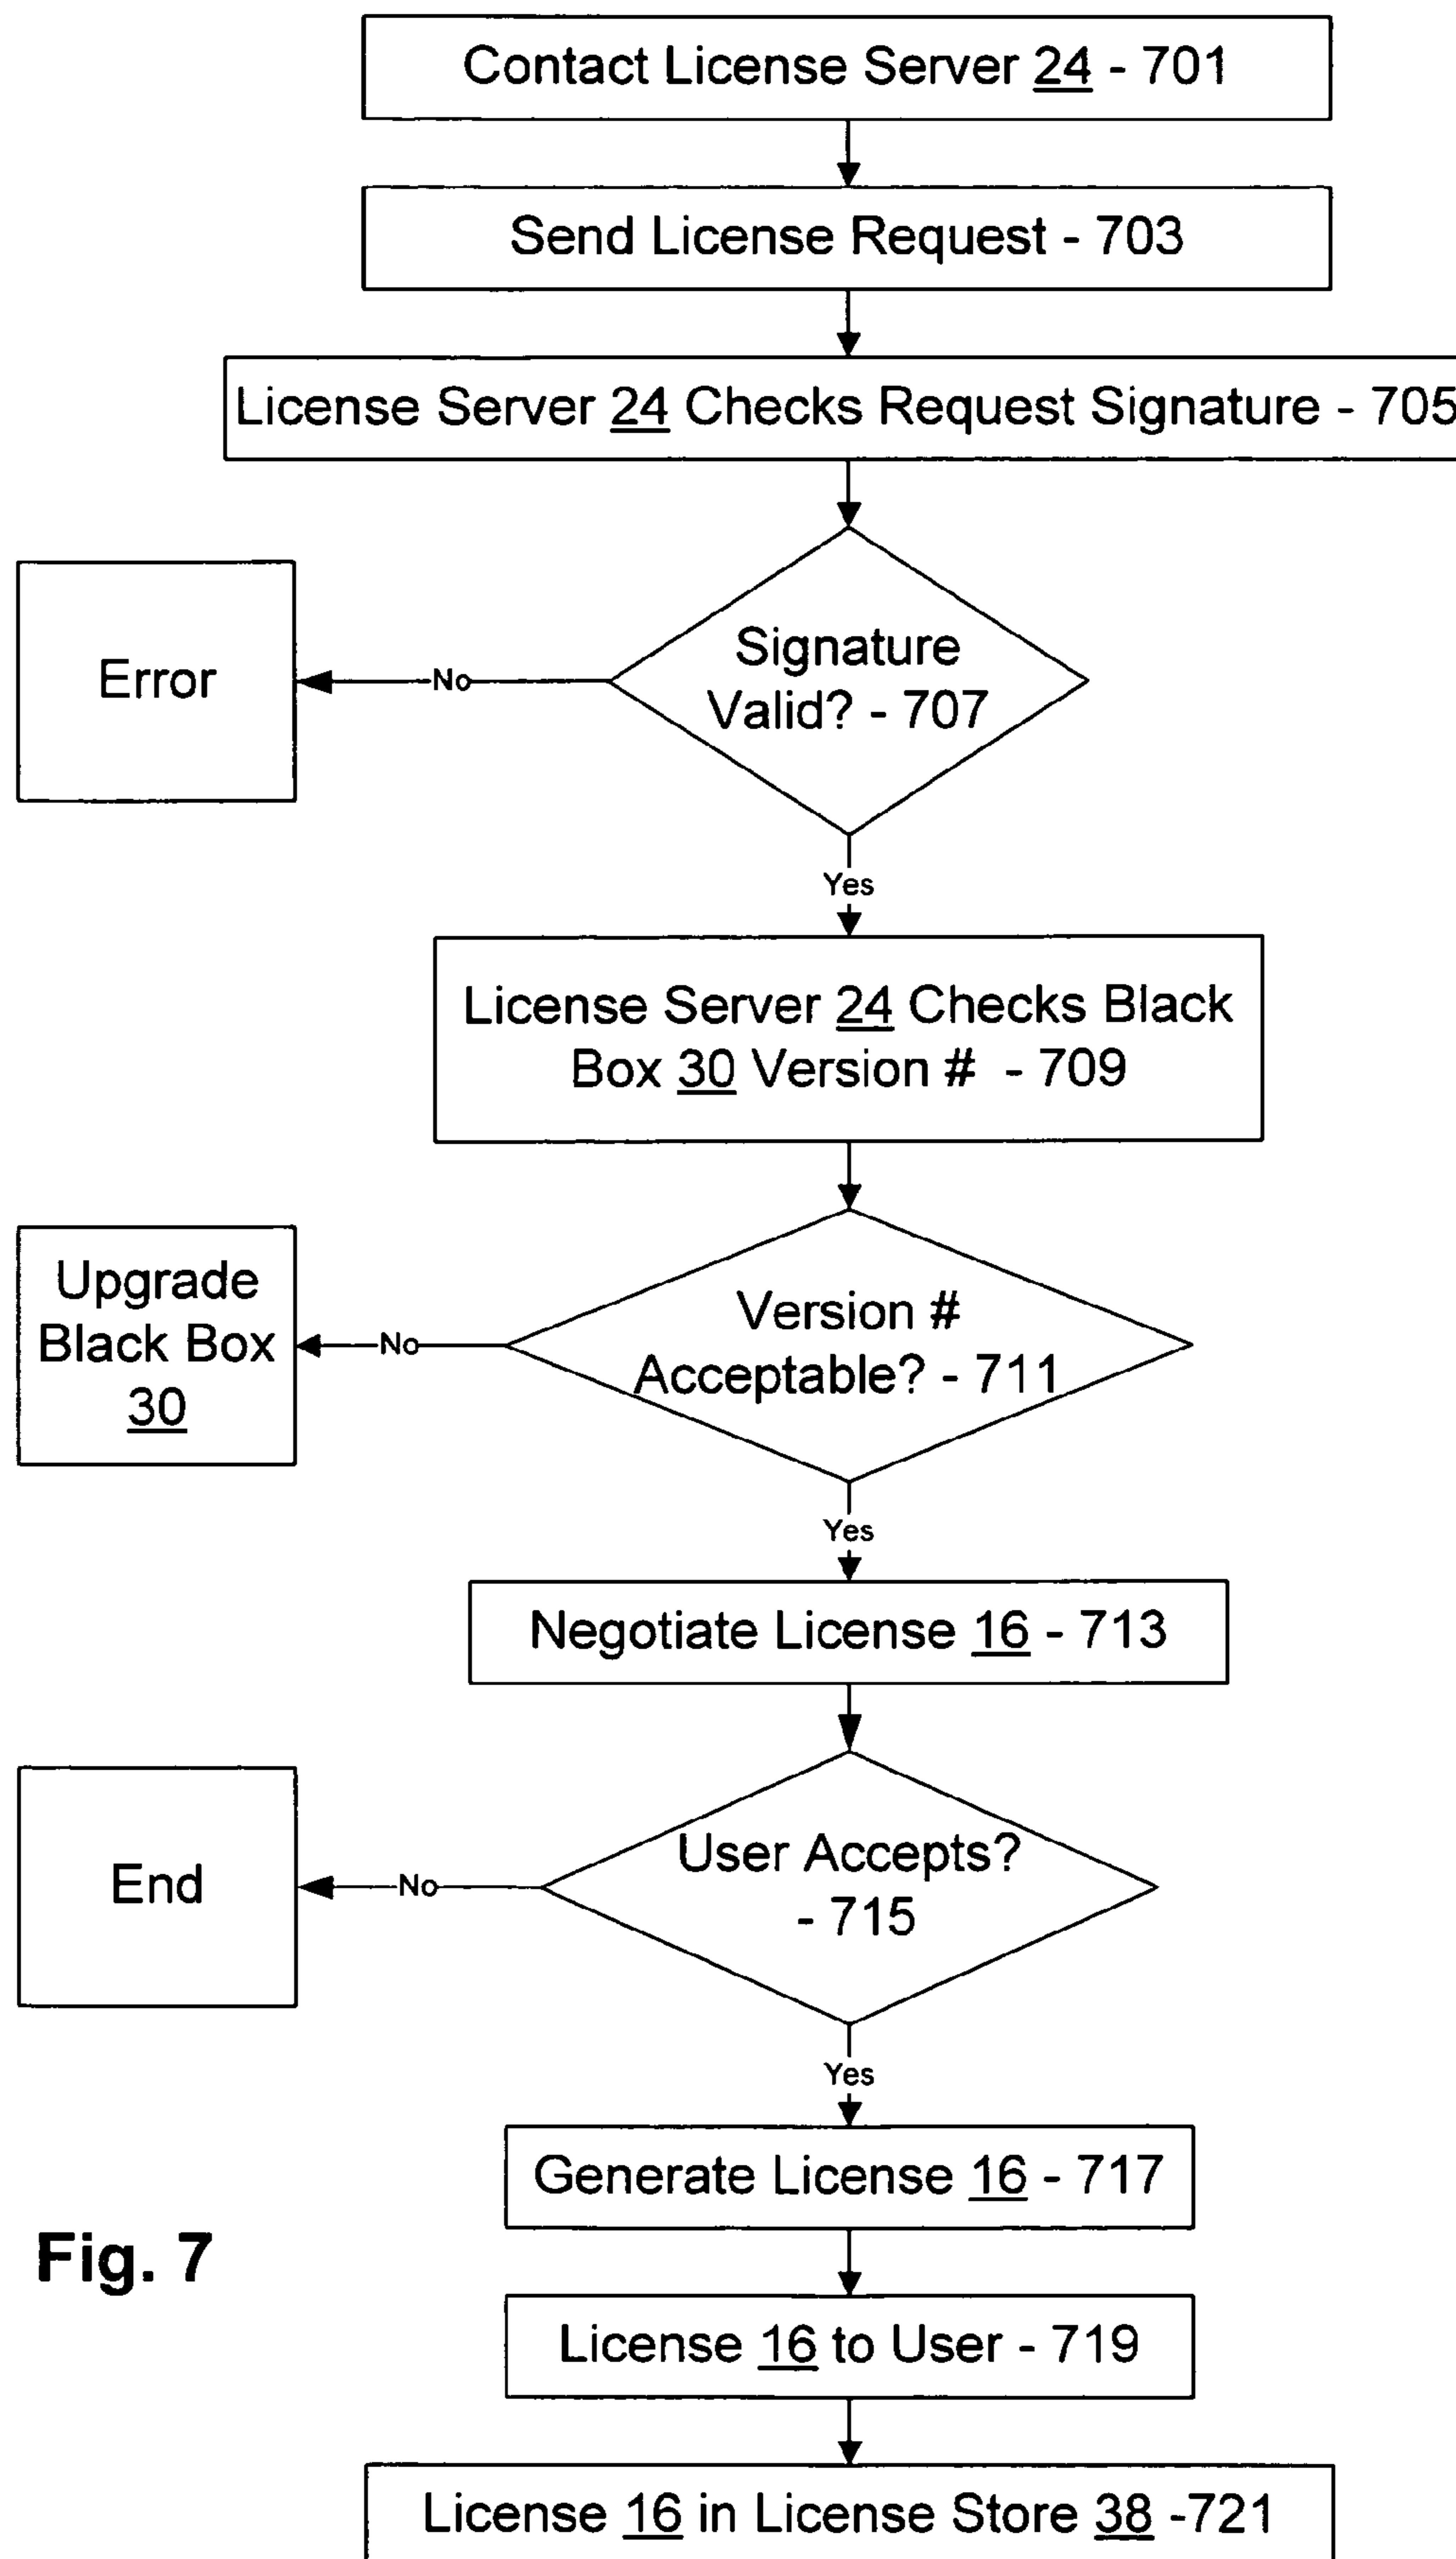 Contact License Server 24 - 701
Send License Request - 703
License Server 24 Checks Request Signature - 705
Signature
Valid? - 707
No
Error
Yes
License Server 24 Checks Black
Box 30 Version # - 709
Version #
Acceptable? - 711
No
Upgrade
Black Box
30
Yes
Negotiate License 16 - 713
User Accepts?
- 715
No
End
Yes
Generate License 16 - 717
License 16 to User - 719
License 16 in License Store 38 -721
Fig. 7